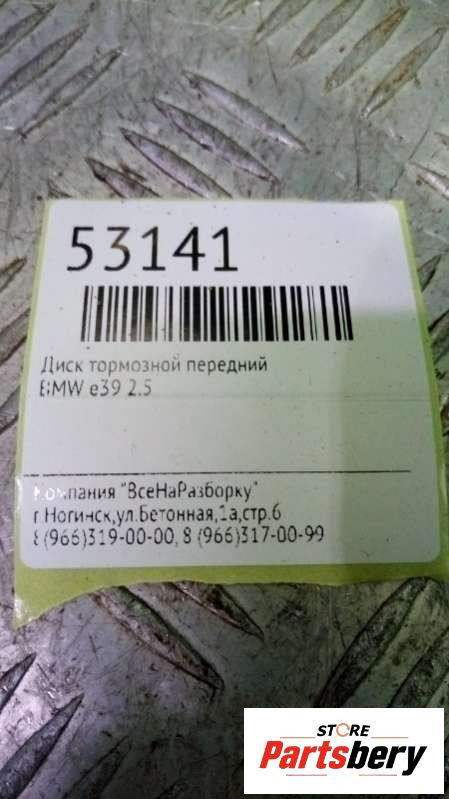 53141
Диск тормозной передний
BMW e39 2.5
Компания "ВсеНаРазборку"
г.Ногинск,ул.Бетонная,1а,стр.6
8(966)319-00-00, 8 (966)317-00-99
STORE
Partsbery